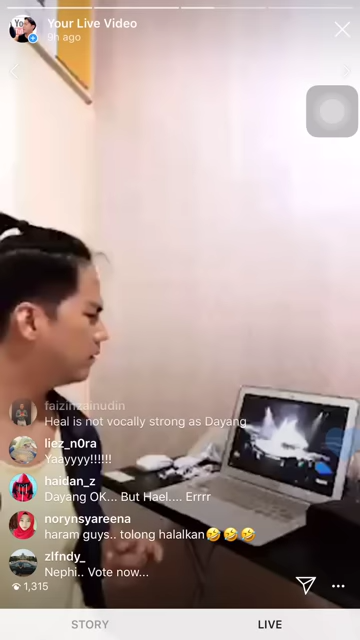 Your Live Video
9h ago
faizinzainudin
Heal is not vocally strong as Dayang
liez_n0ra
Yaayyyy!!!!!!
haidan_z
Dayang OK... But Hael.... Errrr
norynsyareena
haram guys.. tolong halalkan🤣🤣🤣
zlfndy_
Nephi.. Vote now...
1,315
STORY
LIVE